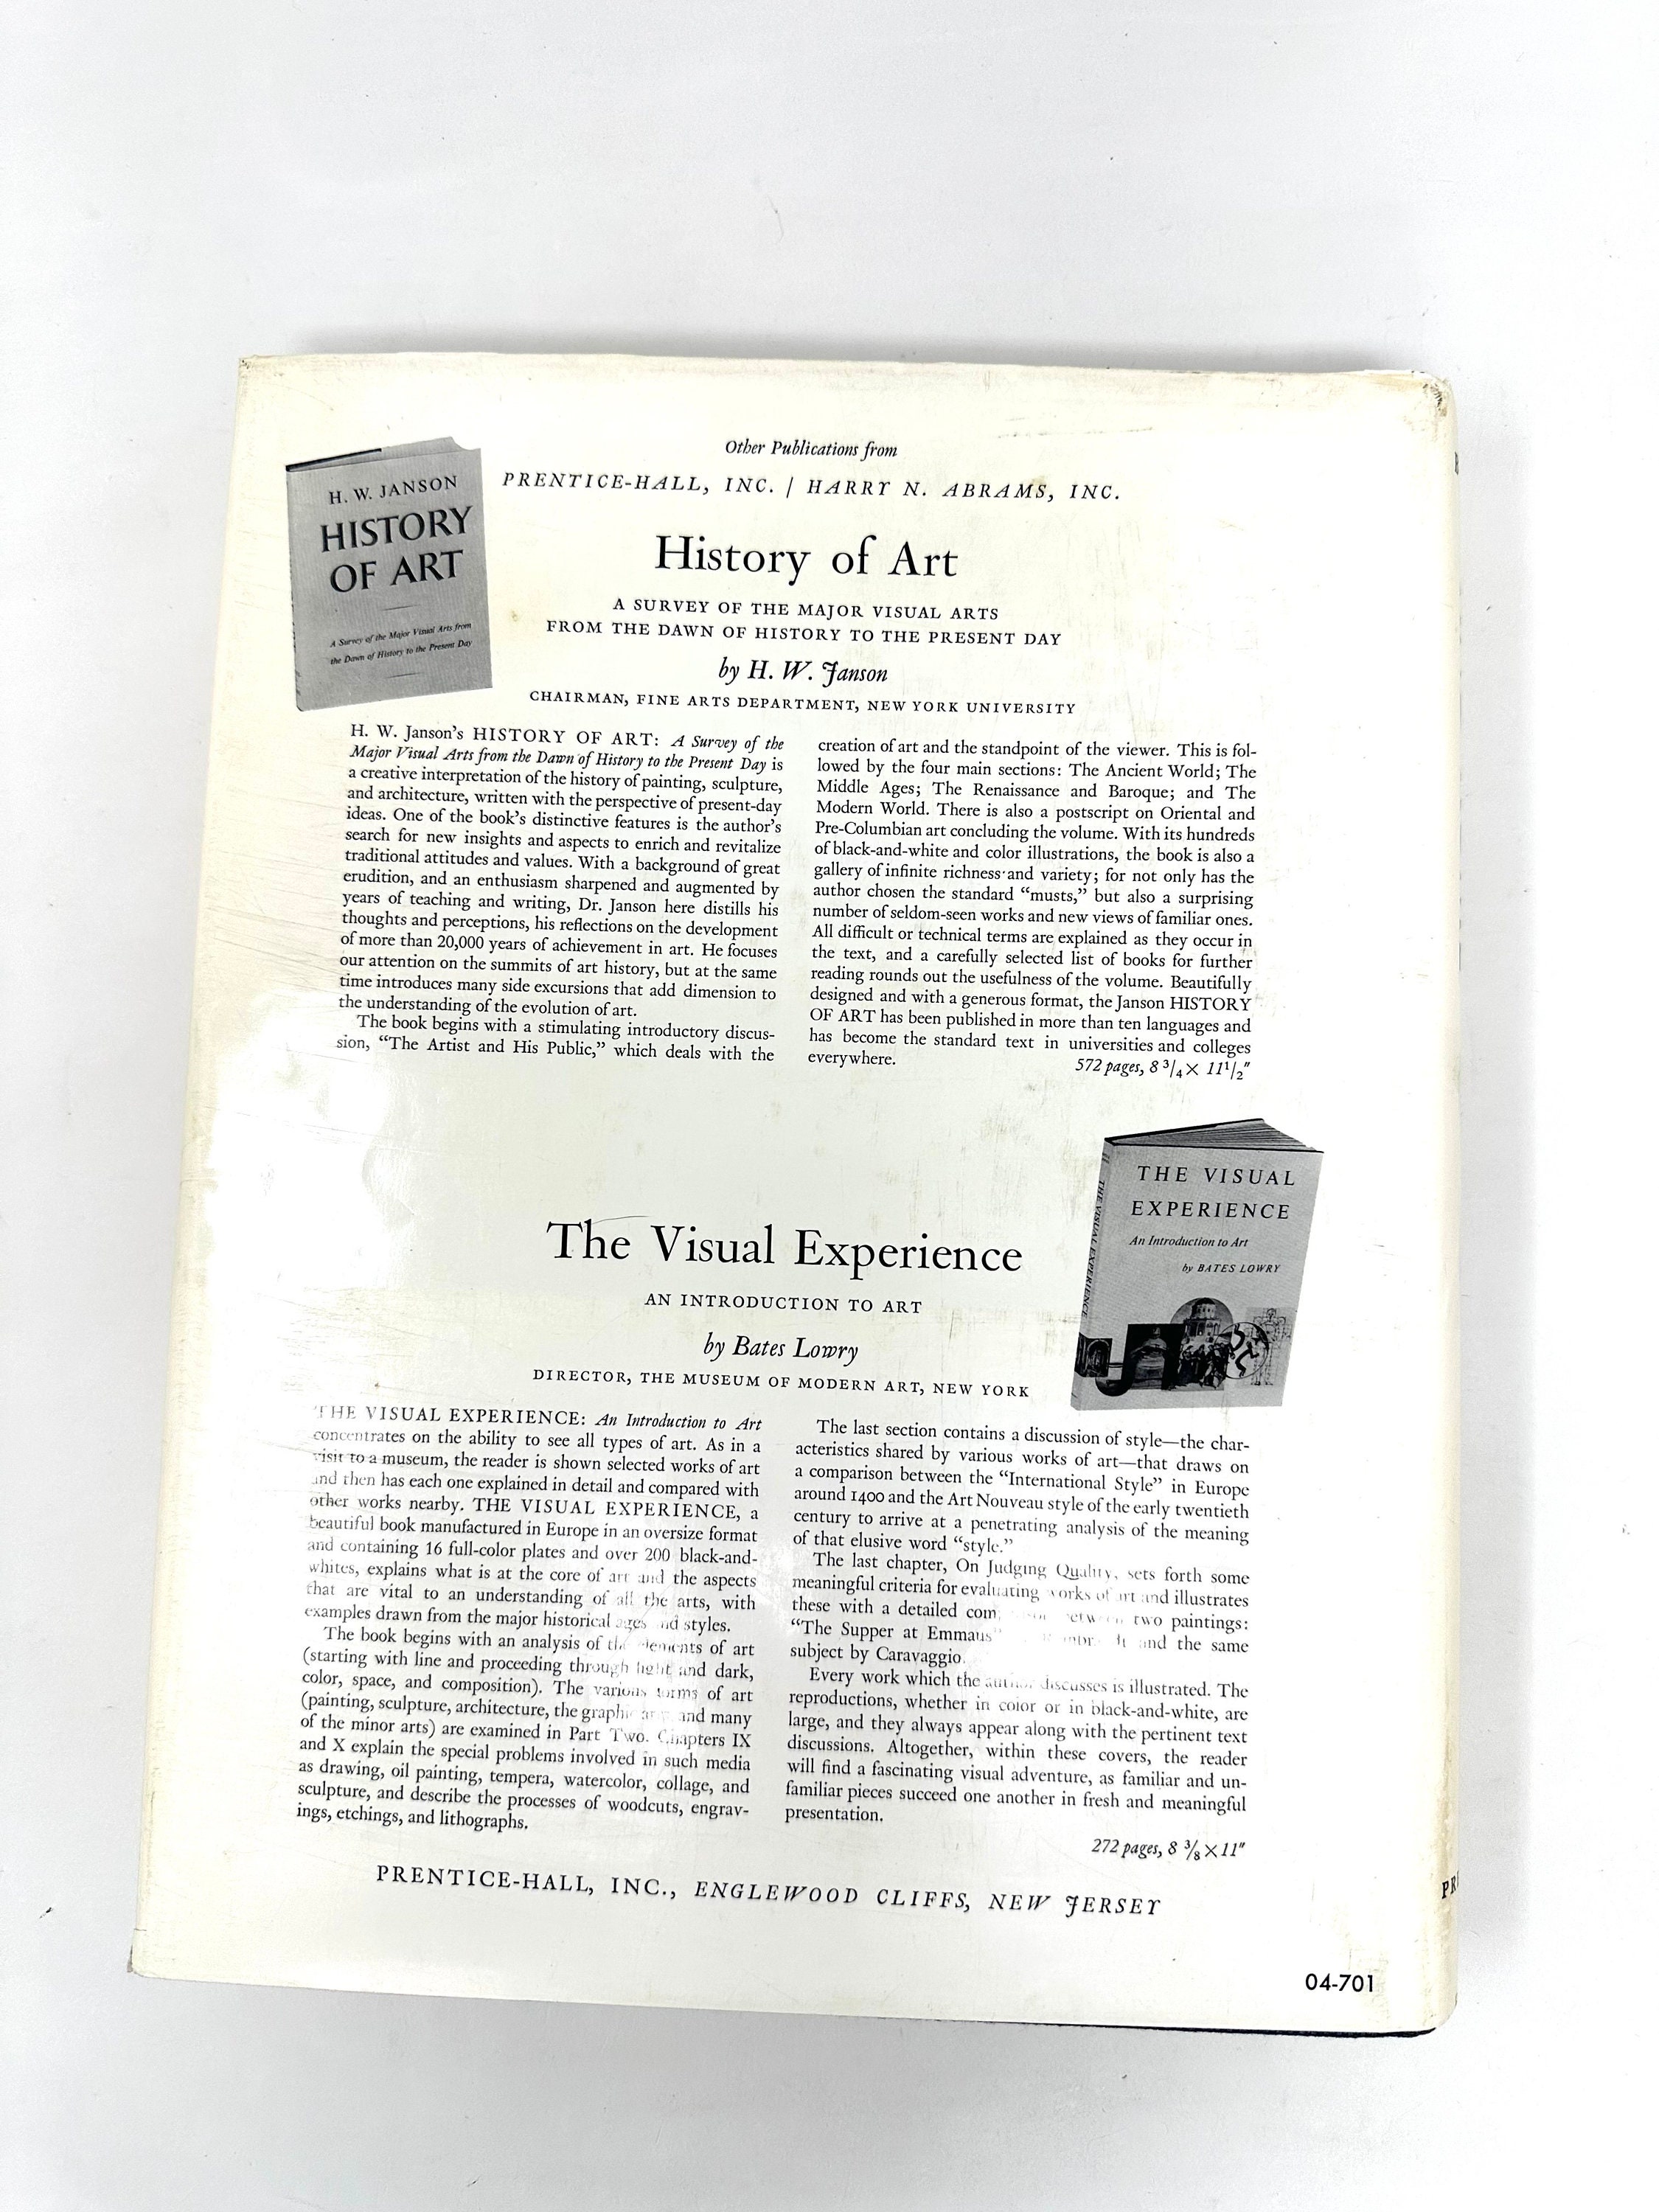 Other Publications from
PRENTICE-HALL, INC. / HARRY N. ABRAMS, INC.
H. W. JANSON
HISTORY
OF ART
A Survey of the Major Visual Arts from
the Dawn of History to the Present Day
History of Art
A SURVEY OF THE MAJOR VISUAL ARTS
FROM THE DAWN OF HISTORY TO THE PRESENT DAY
by H. W. Janson
CHAIRMAN, FINE ARTS DEPARTMENT, NEW YORK UNIVERSITY
H. W. Janson's HISTORY OF ART: A Survey of the
Major Visual Arts from the Dawn of History to the Present Day is
a creative interpretation of the history of painting, sculpture,
and architecture, written with the perspective of present-day
ideas. One of the book's distinctive features is the author's
search for new insights and aspects to enrich and revitalize
traditional attitudes and values. With a background of great
erudition, and an enthusiasm sharpened and augmented by
years of teaching and writing, Dr. Janson here distills his
thoughts and perceptions, his reflections on the development
of more than 20,000 years of achievement in art. He focuses
our attention on the summits of art history, but at the same
time introduces many side excursions that add dimension to
the understanding of the evolution of art.
The book begins with a stimulating introductory discus-
sion, "The Artist and His Public," which deals with the
creation of art and the standpoint of the viewer. This is fol-
lowed by the four main sections: The Ancient World; The
Middle Ages; The Renaissance and Baroque; and The
Modern World. There is also a postscript on Oriental and
Pre-Columbian art concluding the volume. With its hundreds
of black-and-white and color illustrations, the book is also a
gallery of infinite richness and variety; for not only has the
author chosen the standard "musts," but also a surprising
number of seldom-seen works and new views of familiar ones.
All difficult or technical terms are explained as they occur in
the text, and a carefully selected list of books for further
reading rounds out the usefulness of the volume. Beautifully
designed and with a generous format, the Janson HISTORY
OF ART has been published in more than ten languages and
has become the standard text in universities and colleges
everywhere.
572 pages, 8 3/4 × 11 1/2"
THE VISUAL
EXPERIENCE
An Introduction to Art
by BATES LOWRY
THE VISUAL EXPERIENCE
The Visual Experience
AN INTRODUCTION TO ART
by Bates Lowry
DIRECTOR, THE MUSEUM OF MODERN ART, NEW YORK
THE VISUAL EXPERIENCE: An Introduction to Art
concentrates on the ability to see all types of art. As in a
visit to a museum, the reader is shown selected works of art
and then has each one explained in detail and compared with
other works nearby. THE VISUAL EXPERIENCE, a
beautiful book manufactured in Europe in an oversize format
and containing 16 full-color plates and over 200 black-and-
whites, explains what is at the core of art and the aspects
that are vital to an understanding of all the arts, with
examples drawn from the major historical ages and styles.
The book begins with an analysis of the elements of art
(starting with line and proceeding through light and dark,
color, space, and composition). The various forms of art
(painting, sculpture, architecture, the graphic and many
of the minor arts) are examined in Part Two. Chapters IX
and X explain the special problems involved in such media
as drawing, oil painting, tempera, watercolor, collage, and
sculpture, and describe the processes of woodcuts, engrav-
ings, etchings, and lithographs.
The last section contains a discussion of style—the char-
acteristics shared by various works of art—that draws on
a comparison between the "International Style" in Europe
around 1400 and the Art Nouveau style of the early twentieth
century to arrive at a penetrating analysis of the meaning
of that elusive word "style."
The last chapter, On Judging Quality, sets forth some
meaningful criteria for evaluating works of art and illustrates
these with a detailed between two paintings:
"The Supper at Emmaus" and the same
subject by Caravaggio.
Every work which the author discusses is illustrated. The
reproductions, whether in color or in black-and-white, are
large, and they always appear along with the pertinent text
discussions. Altogether, within these covers, the reader
will find a fascinating visual adventure, as familiar and un-
familiar pieces succeed one another in fresh and meaningful
presentation.
272 pages, 8 3/8 × 11"
PRENTICE-HALL, INC., ENGLEWOOD CLIFFS, NEW JERSEY
04-701